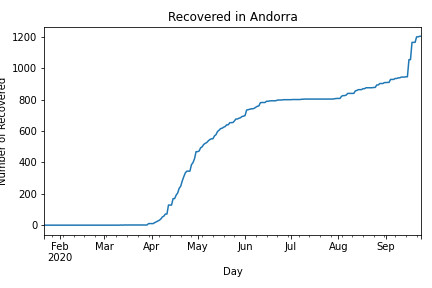 Recovered in Andorra
Number of Recovered
1200
1000
800
600
400
200
0
Feb Mar Apr May Jun Jul Aug Sep
2020
Day